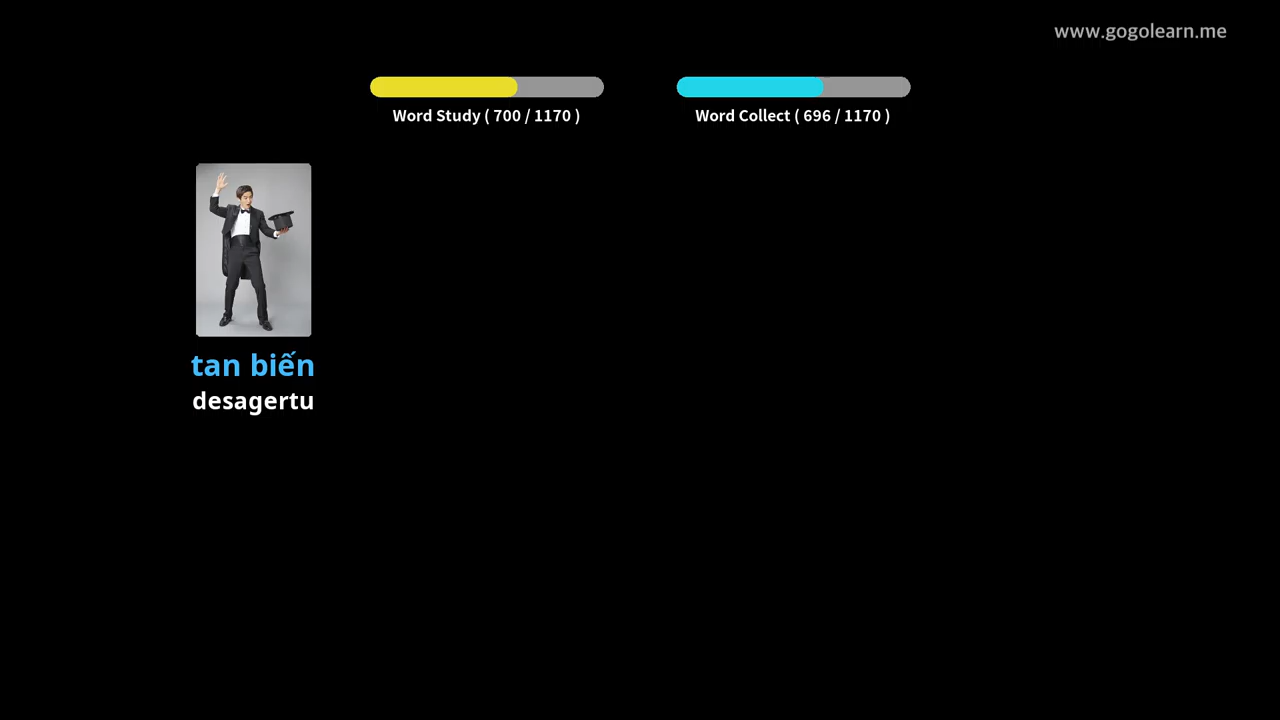 www.gogolearn.me
Word Study ( 700 / 1170 )
Word Collect ( 696 / 1170 )
tan biến
desagertu